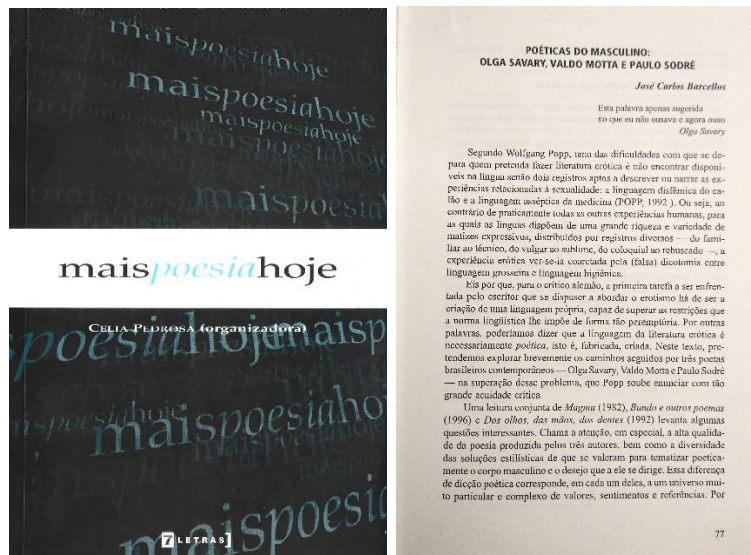 maispoesiahoje
maispoesiahoje
maispoesiahoje
maispoesiahoje
maispoesiahoje
CELIA PEDROSA (organizadora)
poesiahoje
maispoesiahoje
maispoesia
7 LETRAS
POÉTICAS DO MASCULINO:
OLGA SAVARY, VALDO MOTTA E PAULO SODRÉ
José Carlos Barcellos
Esta palavra apenas sugerida
no que eu não ousava e agora ouso
Olga Savary
Segundo Wolfgang Popp, uma das dificuldades com que se de-
para quem pretenda fazer literatura erótica é não encontrar disponí-
veis na língua senão dois registros aptos a descrever ou narrar as ex-
periências relacionadas à sexualidade: a linguagem disfêmica do ca-
lão e a linguagem asséptica da medicina (POPP, 1992 ). Ou seja, ao
contrário de praticamente todas as outras experiências humanas, para
as quais as línguas dispõem de uma grande riqueza e variedade de
matizes expressivos, distribuídos por registros diversos — do fami-
liar ao técnico, do vulgar ao sublime, do coloquial ao rebuscado —, a
experiência erótica ver-se-ia couretada pela (falsa) dicotomia entre
linguagem grosseira e linguagem higiênica.
Eis por que, para o crítico alemão, a primeira tarefa a ser enfren-
tada pelo escritor que se dispuser a abordar o erotismo há de ser a
criação de uma linguagem própria, capaz de superar as restrições que
a norma lingüística lhe impõe de forma tão peremptória. Por outras
palavras, poderíamos dizer que a linguagem da literatura erótica é
necessariamente poética, isto é, fabricada, criada. Neste texto, pre-
tendemos explorar brevemente os caminhos seguidos por três poetas
brasileiros contemporâneos — Olga Savary, Valdo Motta e Paulo Sodré
— na superação desse problema, que Popp soube enunciar com tão
grande acuidade crítica.
Uma leitura conjunta de Magma (1982), Bundo e outros poemas
(1996) e Dos olhos, das mãos, dos dentes (1992) levanta algumas
questões interessantes. Chama a atenção, em especial, a alta qualida-
de da poesia produzida pelos três autores, bem como a diversidade
das soluções estilísticas de que se valeram para tematizar poetica-
mente o corpo masculino e o desejo que a ele se dirige. Essa diferença
de dicção poética corresponde, em cada um deles, a um universo mui-
to particular e complexo de valores, sentimentos e referências. Por
77